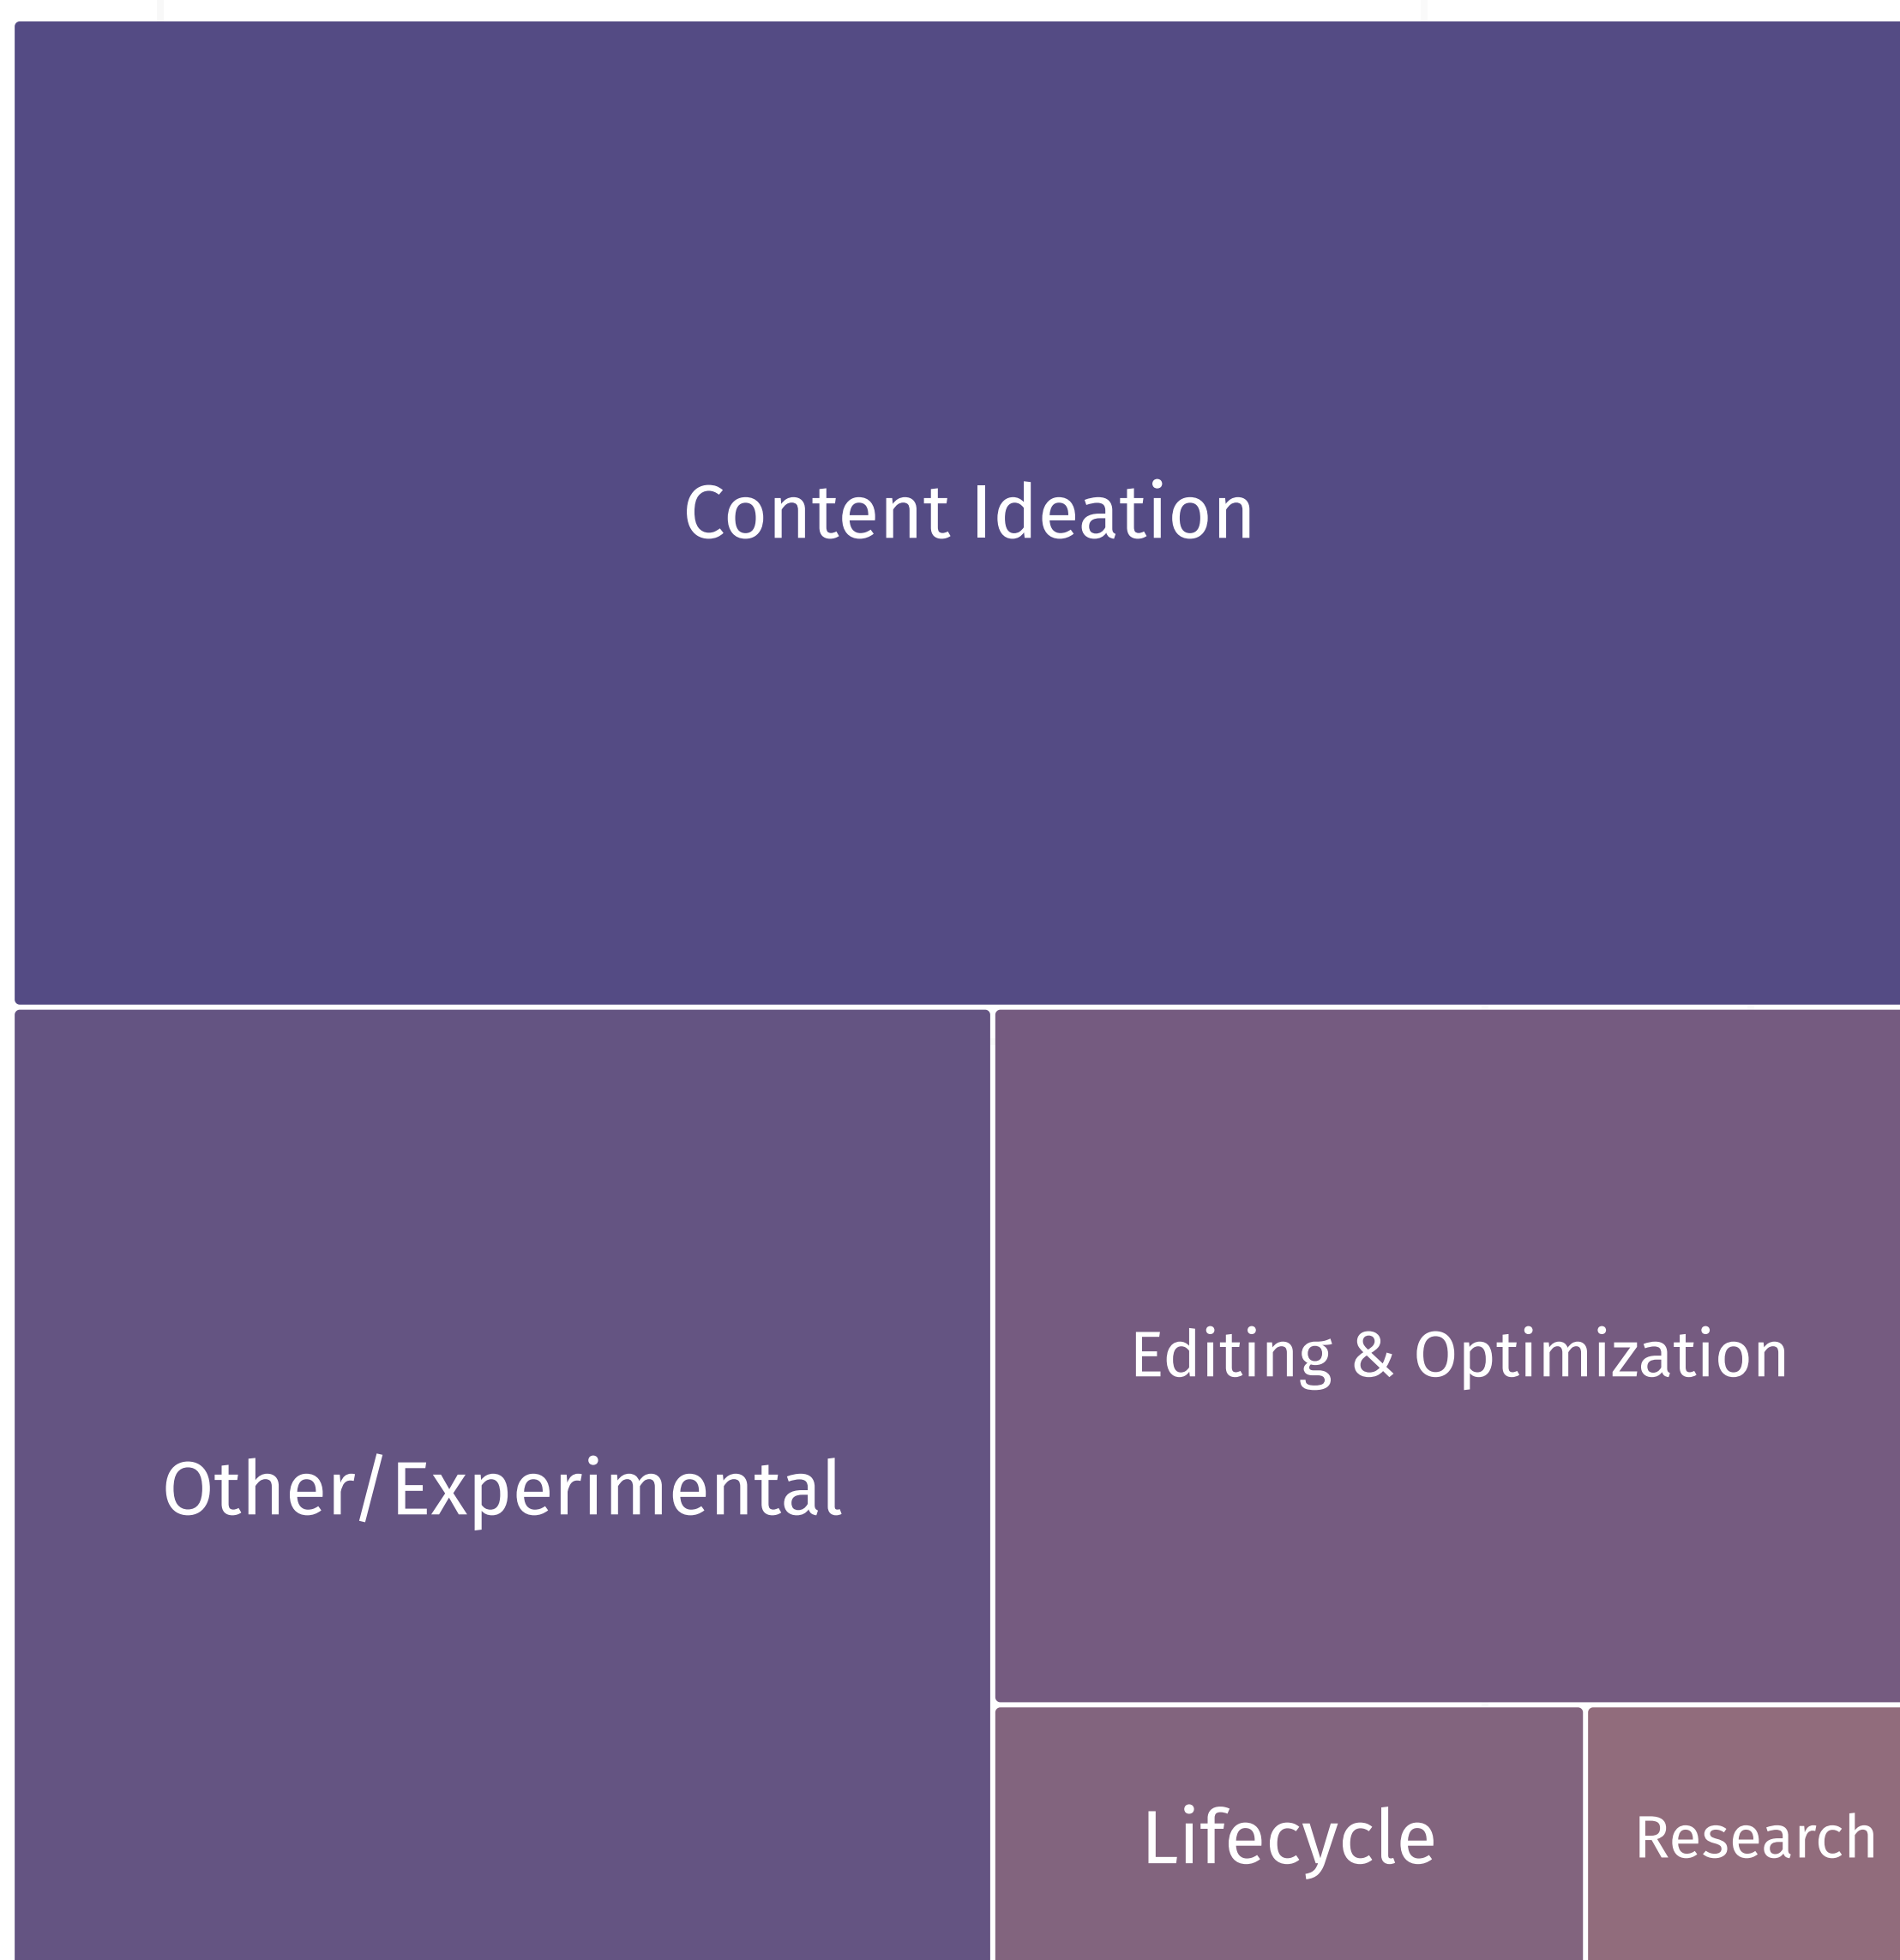 Content Ideation
Other/Experimental
Editing & Optimization
Lifecycle
Research